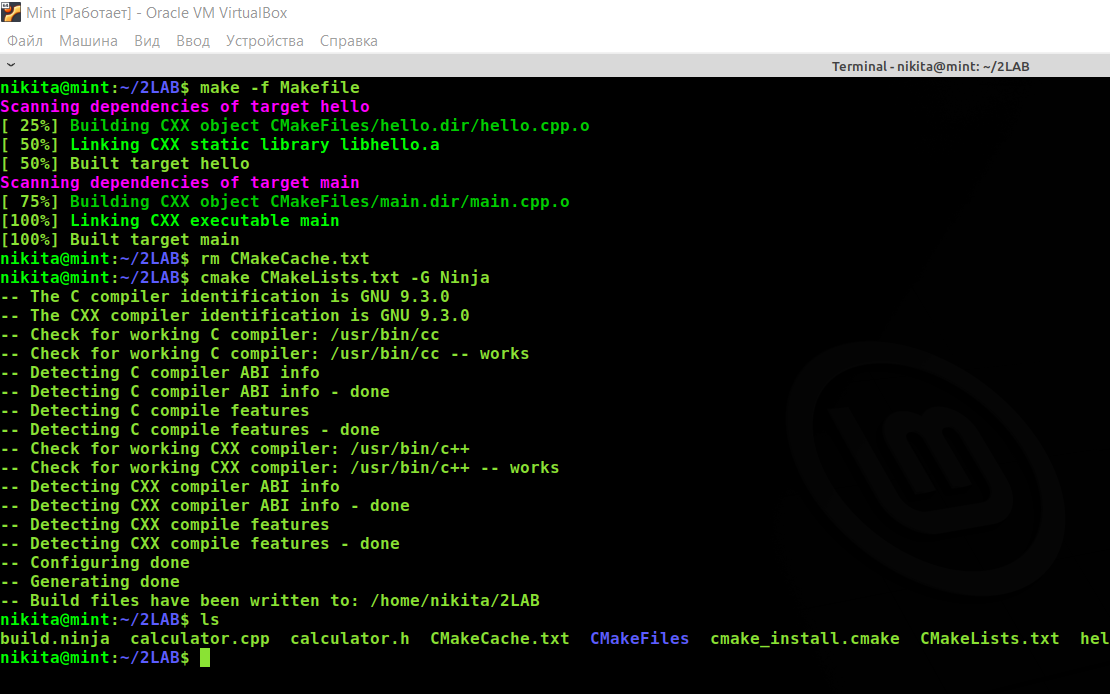 Mint [Работает] - Oracle VM VirtualBox
Файл Машина Вид Ввод Устройства Справка
Terminal - nikita@mint: ~/2LAB
nikita@mint:~/2LAB$ make -f Makefile
Scanning dependencies of target hello
[ 25%] Building CXX object CMakeFiles/hello.dir/hello.cpp.o
[ 50%] Linking CXX static library libhello.a
[ 50%] Built target hello
Scanning dependencies of target main
[ 75%] Building CXX object CMakeFiles/main.dir/main.cpp.o
[100%] Linking CXX executable main
[100%] Built target main
nikita@mint:~/2LAB$ rm CMakeCache.txt
nikita@mint:~/2LAB$ cmake CMakeLists.txt -G Ninja
-- The C compiler identification is GNU 9.3.0
-- The CXX compiler identification is GNU 9.3.0
-- Check for working C compiler: /usr/bin/cc
-- Check for working C compiler: /usr/bin/cc -- works
-- Detecting C compiler ABI info
-- Detecting C compiler ABI info - done
-- Detecting C compile features
-- Detecting C compile features - done
-- Check for working CXX compiler: /usr/bin/c++
-- Check for working CXX compiler: /usr/bin/c++ -- works
-- Detecting CXX compiler ABI info
-- Detecting CXX compiler ABI info - done
-- Detecting CXX compile features
-- Detecting CXX compile features - done
-- Configuring done
-- Generating done
-- Build files have been written to: /home/nikita/2LAB
nikita@mint:~/2LAB$ ls
build.ninja calculator.cpp calculator.h CMakeCache.txt CMakeFiles cmake_install.cmake CMakeLists.txt hel
nikita@mint:~/2LAB$